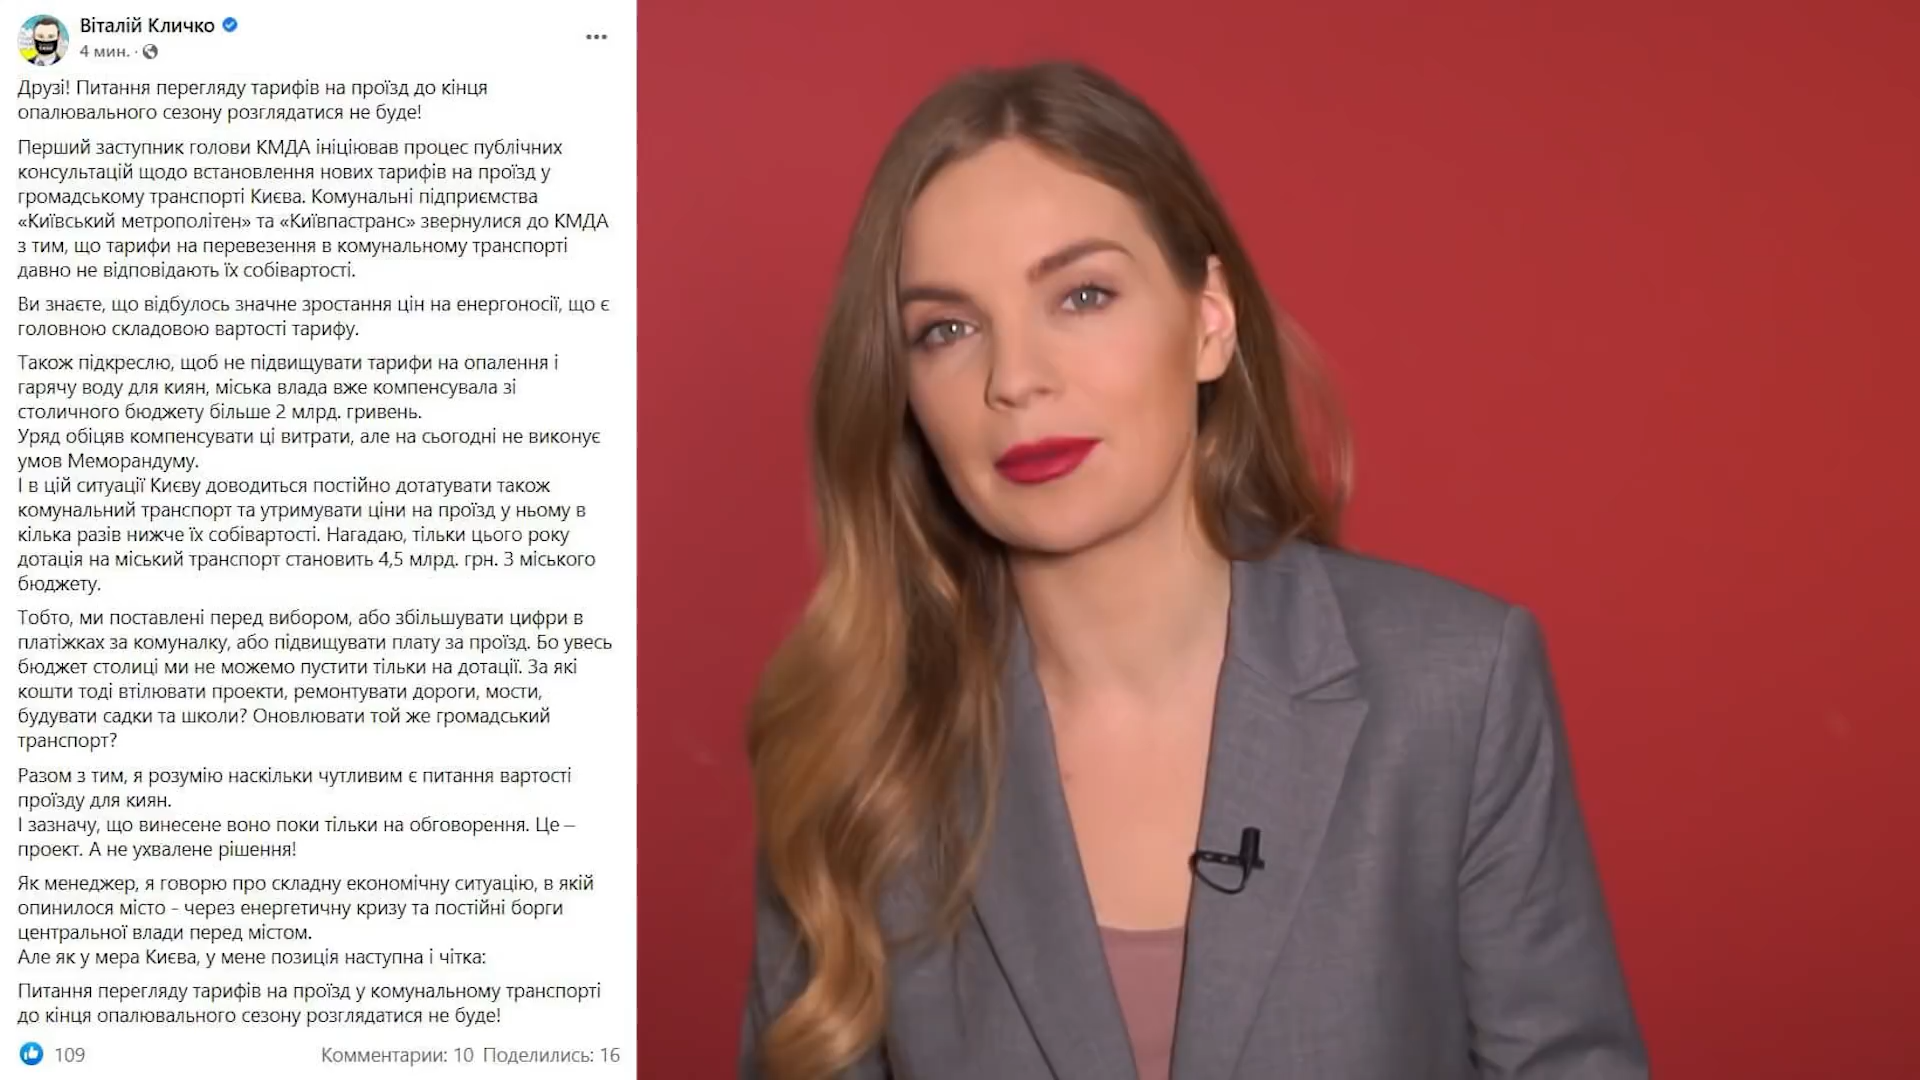 Віталій Кличко
4 мин. ·
Друзі! Питання перегляду тарифів на проїзд до кінця
опалювального сезону розглядатися не буде!
Перший заступник голови КМДА ініціював процес публічних
консультацій щодо встановлення нових тарифів на проїзд у
громадському транспорті Києва. Комунальні підприємства
«Київський метрополітен» та «Київпастранс» звернулися до КМДА
з тим, що тарифи на перевезення в комунальному транспорті
давно не відповідають їх собівартості.
Ви знаєте, що відбулось значне зростання цін на енергоносії, що є
головною складовою вартості тарифу.
Також підкреслю, щоб не підвищувати тарифи на опалення і
гарячу воду для киян, міська влада вже компенсувала зі
столичного бюджету більше 2 млрд. гривень.
Уряд обіцяв компенсувати ці витрати, але на сьогодні не виконує
умов Меморандуму.
І в цій ситуації Києву доводиться постійно дотатувати також
комунальний транспорт та утримувати ціни на проїзд у ньому в
кілька разів нижче їх собівартості. Нагадаю, тільки цього року
дотація на міський транспорт становить 4,5 млрд. грн. З міського
бюджету.
Тобто, ми поставлені перед вибором, або збільшувати цифри в
платіжках за комуналку, або підвищувати плату за проїзд. Бо увесь
бюджет столиці ми не можемо пустити тільки на дотації. За які
кошти тоді втілювати проекти, ремонтувати дороги, мости,
будувати садки та школи? Оновлювати той же громадський
транспорт?
Разом з тим, я розумію наскільки чутливим є питання вартості
проїзду для киян.
І зазначу, що винесене воно поки тільки на обговорення. Це –
проект. А не ухвалене рішення!
Як менеджер, я говорю про складну економічну ситуацію, в якій
опинилося місто - через енергетичну кризу та постійні борги
центральної влади перед містом.
Але як у мера Києва, у мене позиція наступна і чітка:
Питання перегляду тарифів на проїзд у комунальному транспорті
до кінця опалювального сезону розглядатися не буде!
109 Комментарии: 10 Поделились: 16